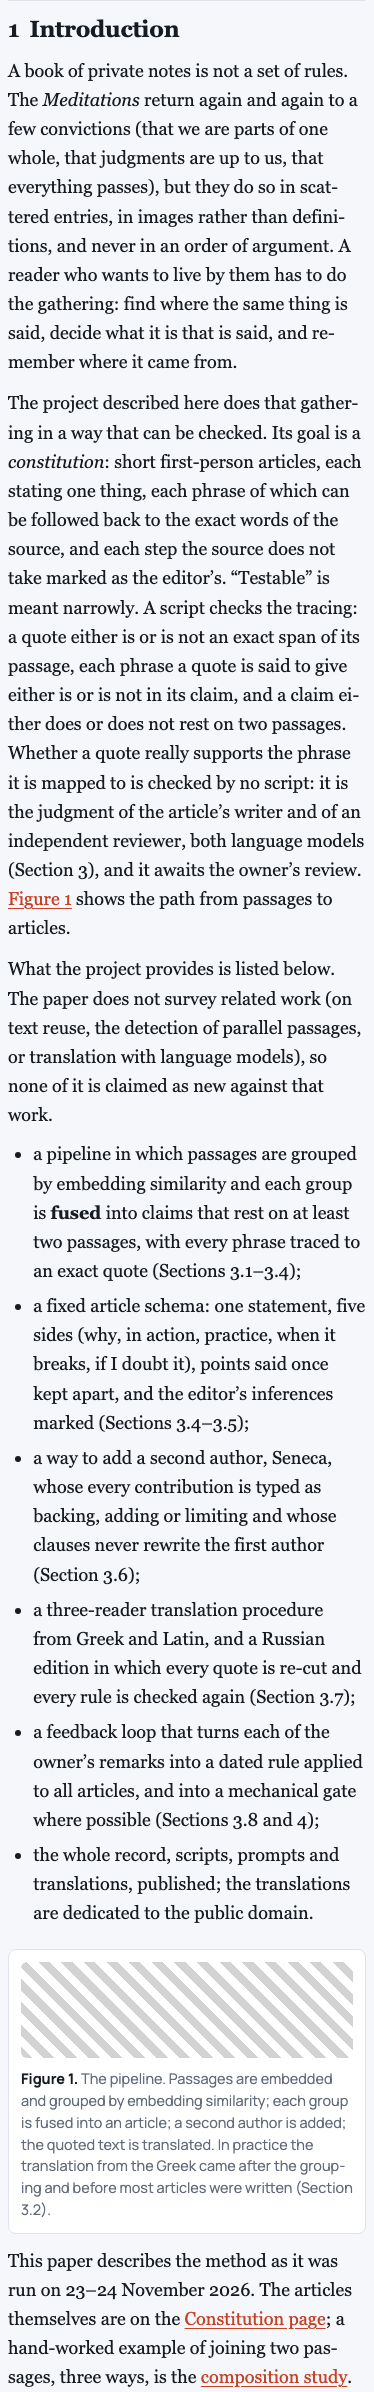 1 Introduction
A book of private notes is not a set of rules.
The Meditations return again and again to a
few convictions (that we are parts of one
whole, that judgments are up to us, that
everything passes), but they do so in scat-
tered entries, in images rather than defini-
tions, and never in an order of argument. A
reader who wants to live by them has to do
the gathering: find where the same thing is
said, decide what it is that is said, and re-
member where it came from.
The project described here does that gather-
ing in a way that can be checked. Its goal is a
constitution: short first-person articles, each
stating one thing, each phrase of which can
be followed back to the exact words of the
source, and each step the source does not
take marked as the editor’s. “Testable” is
meant narrowly. A script checks the tracing:
a quote either is or is not an exact span of its
passage, each phrase a quote is said to give
either is or is not in its claim, and a claim ei-
ther does or does not rest on two passages.
Whether a quote really supports the phrase
it is mapped to is checked by no script: it is
the judgment of the article’s writer and of an
independent reviewer, both language models
(Section 3), and it awaits the owner’s review.
Figure 1 shows the path from passages to
articles.
What the project provides is listed below.
The paper does not survey related work (on
text reuse, the detection of parallel passages,
or translation with language models), so
none of it is claimed as new against that
work.
• a pipeline in which passages are grouped
by embedding similarity and each group
is fused into claims that rest on at least
two passages, with every phrase traced to
an exact quote (Sections 3.1–3.4);
• a fixed article schema: one statement, five
sides (why, in action, practice, when it
breaks, if I doubt it), points said once
kept apart, and the editor’s inferences
marked (Sections 3.4–3.5);
• a way to add a second author, Seneca,
whose every contribution is typed as
backing, adding or limiting and whose
clauses never rewrite the first author
(Section 3.6);
• a three-reader translation procedure
from Greek and Latin, and a Russian
edition in which every quote is re-cut and
every rule is checked again (Section 3.7);
• a feedback loop that turns each of the
owner’s remarks into a dated rule applied
to all articles, and into a mechanical gate
where possible (Sections 3.8 and 4);
• the whole record, scripts, prompts and
translations, published; the translations
are dedicated to the public domain.
Figure 1. The pipeline. Passages are embedded
and grouped by embedding similarity; each group
is fused into an article; a second author is added;
the quoted text is translated. In practice the
translation from the Greek came after the group-
ing and before most articles were written (Section
3.2).
This paper describes the method as it was
run on 23–24 November 2026. The articles
themselves are on the Constitution page; a
hand-worked example of joining two pas-
sages, three ways, is the composition study.